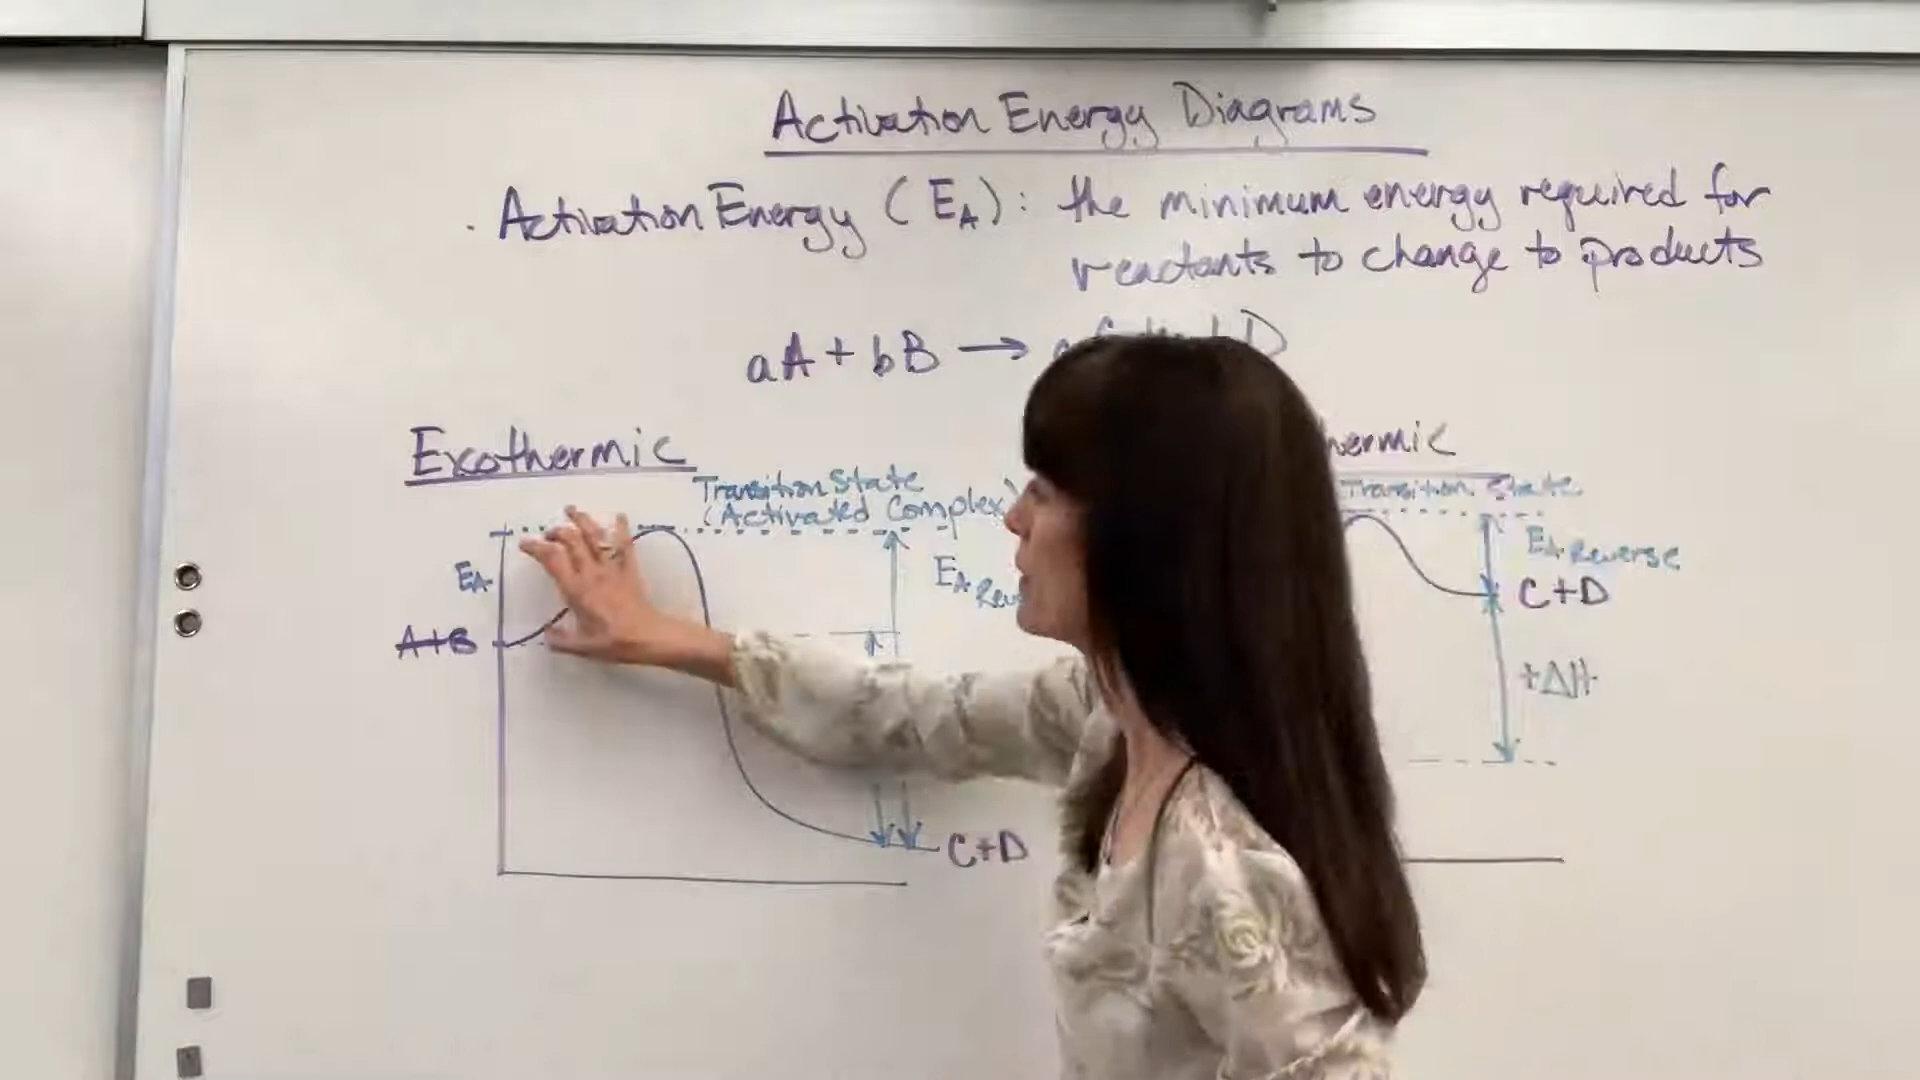 Activation Energy Diagrams
· Activation Energy (EA): the minimum energy required for
reactants to change to products
aA + bB →
Exothermic
Transition State
(Activated Complex)
EA
A+B
EA
C+D
Transition State
EA Reverse
C+D
+ΔH